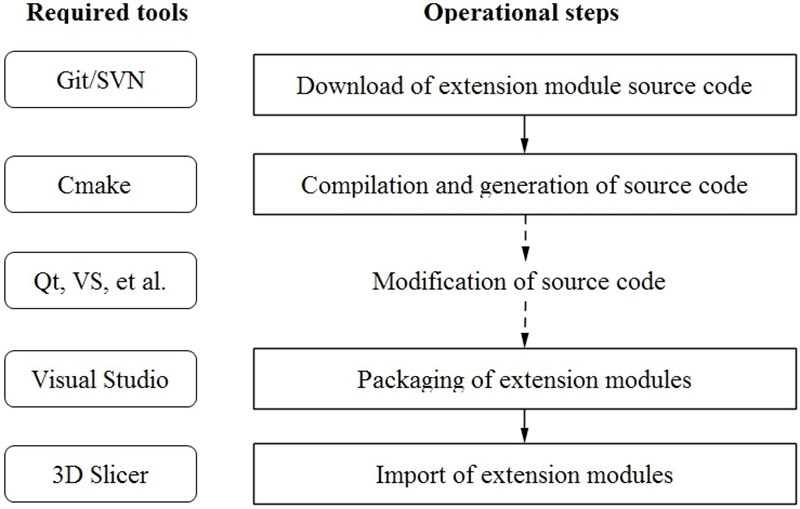 Required tools
Operational steps
Git/SVN
Download of extension module source code
Cmake
Compilation and generation of source code
Qt, VS, et al.
Modification of source code
Visual Studio
Packaging of extension modules
3D Slicer
Import of extension modules